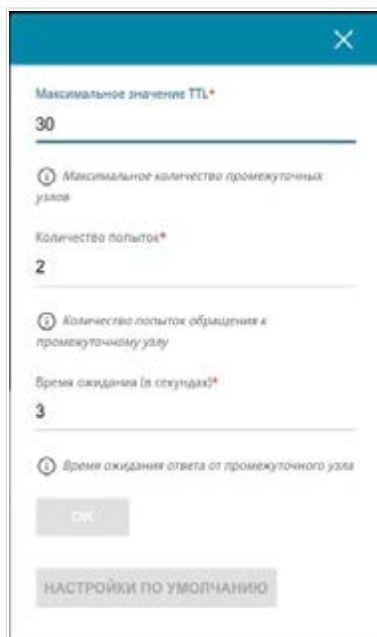 Максимальное значение TTL*
30
Максимальное количество промежуточных
узлов
Количество попыток*
2
Количество попыток обращения к
промежуточному узлу
Время ожидания (в секундах)*
3
Время ожидания ответа от промежуточного узла
OK
НАСТРОЙКИ ПО УМОЛЧАНИЮ